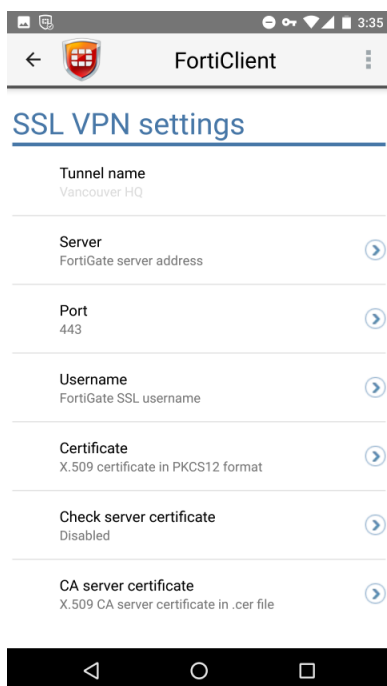 3:35
FortiClient
SSL VPN settings
Tunnel name
Vancouver HQ
Server
FortiGate server address
Port
443
Username
FortiGate SSL username
Certificate
X.509 certificate in PKCS12 format
Check server certificate
Disabled
CA server certificate
X.509 CA server certificate in .cer file